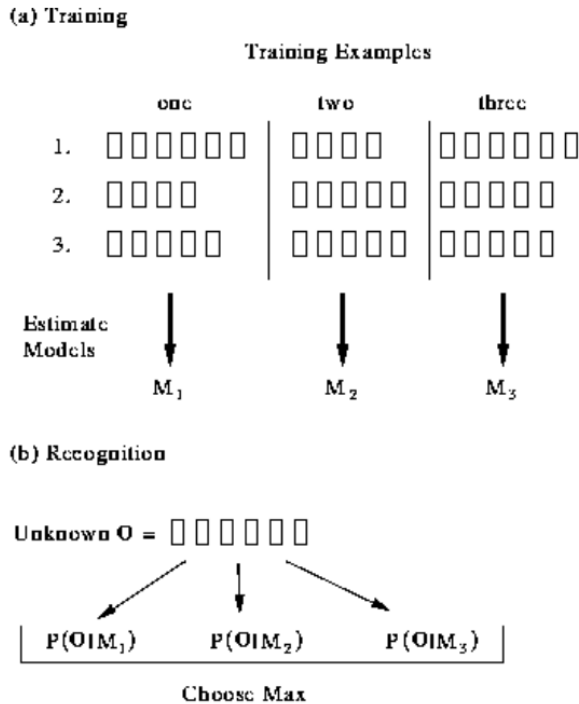 (a) Training
Training Examples
one two three
1.
2.
3.
Estimate
Models
M1 M2 M3
(b) Recognition
Unknown O =
P(O|M1) P(O|M2) P(O|M3)
Choose Max